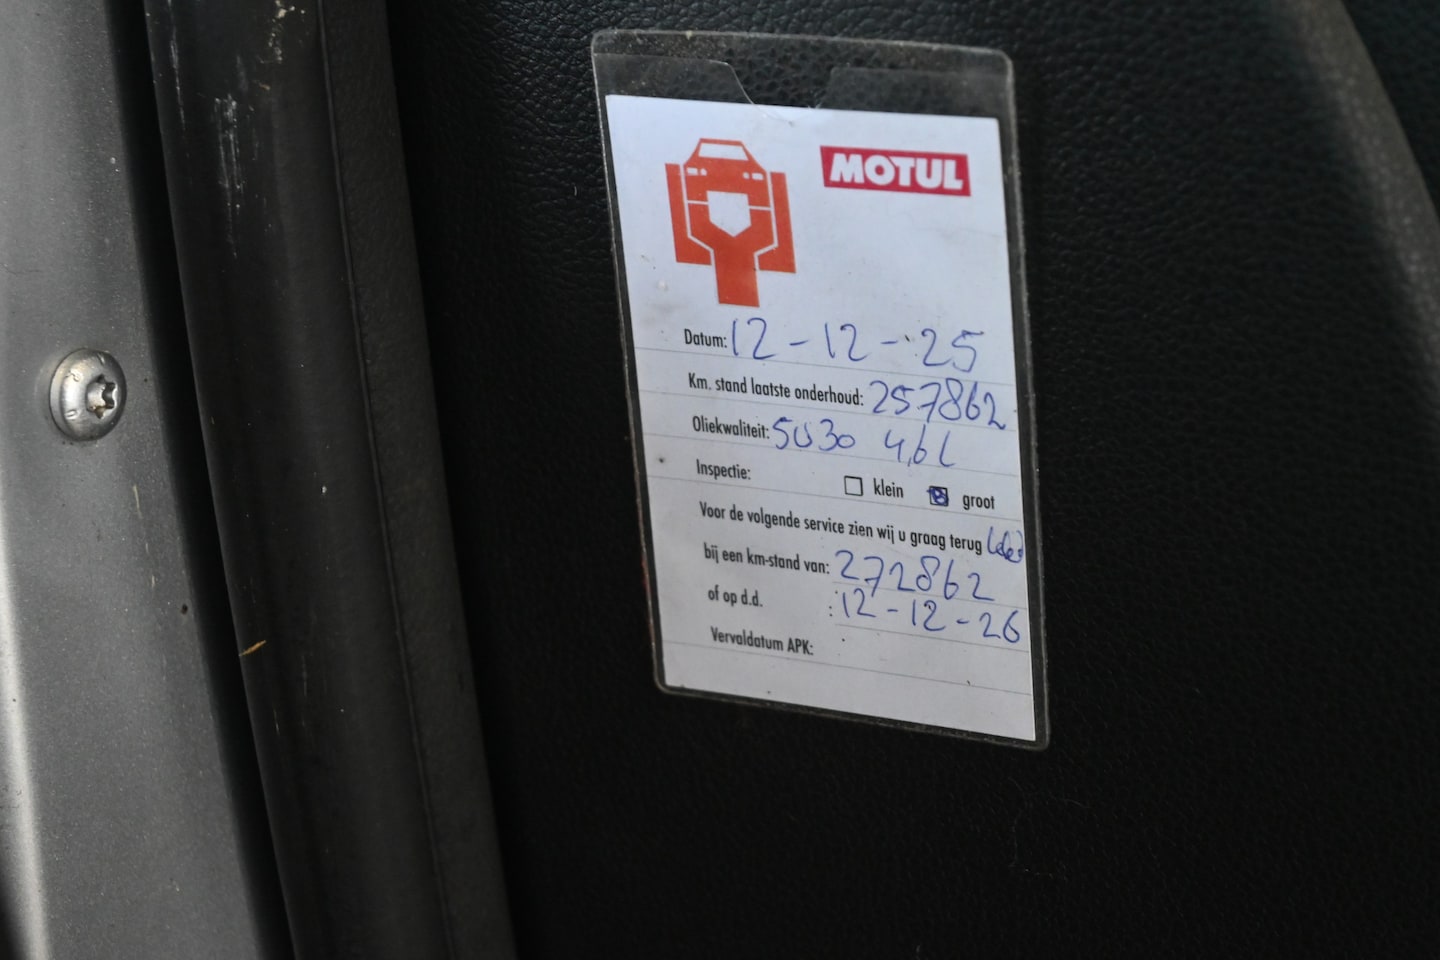 MOTUL
Datum: 12-12-25
Km. stand laatste onderhoud: 257862
Oliekwaliteit: 5W30 4,6L
Inspectie: klein groot
Voor de volgende service zien wij u graag terug
bij een km-stand van: 272862
of op d.d. : 12-12-26
Vervaldatum APK: